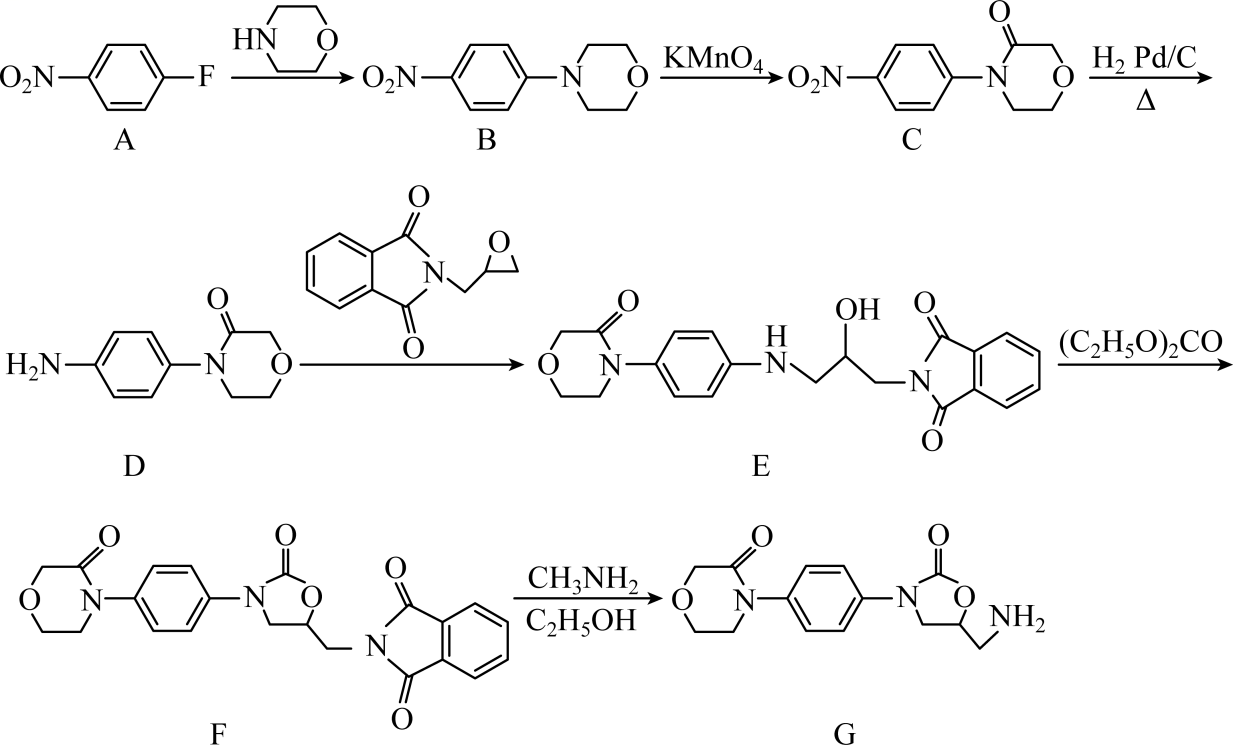 O₂N F HN O O₂N N O KMnO₄ O₂N N O O H₂ Pd/C
Δ
A B C
O O N O
H₂N N O O O O N H N OH O N O (C₂H₅O)₂CO
D E
O O N N O O O N O CH₃NH₂ O O N N O O NH₂
C₂H₅OH
F G